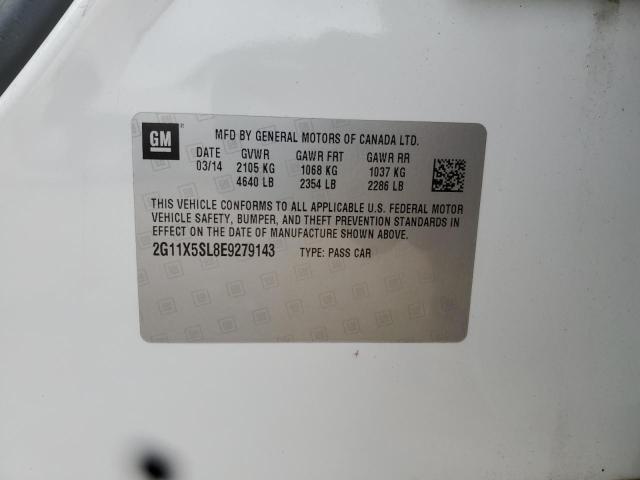 GM
MFD BY GENERAL MOTORS OF CANADA LTD.
DATE GVWR GAWR FRT GAWR RR
03/14 2105 KG 1068 KG 1037 KG
4640 LB 2354 LB 2286 LB
THIS VEHICLE CONFORMS TO ALL APPLICABLE U.S. FEDERAL MOTOR
VEHICLE SAFETY, BUMPER, AND THEFT PREVENTION STANDARDS IN
EFFECT ON THE DATE OF MANUFACTURE SHOWN ABOVE.
2G11X5SL8E9279143 TYPE: PASS CAR